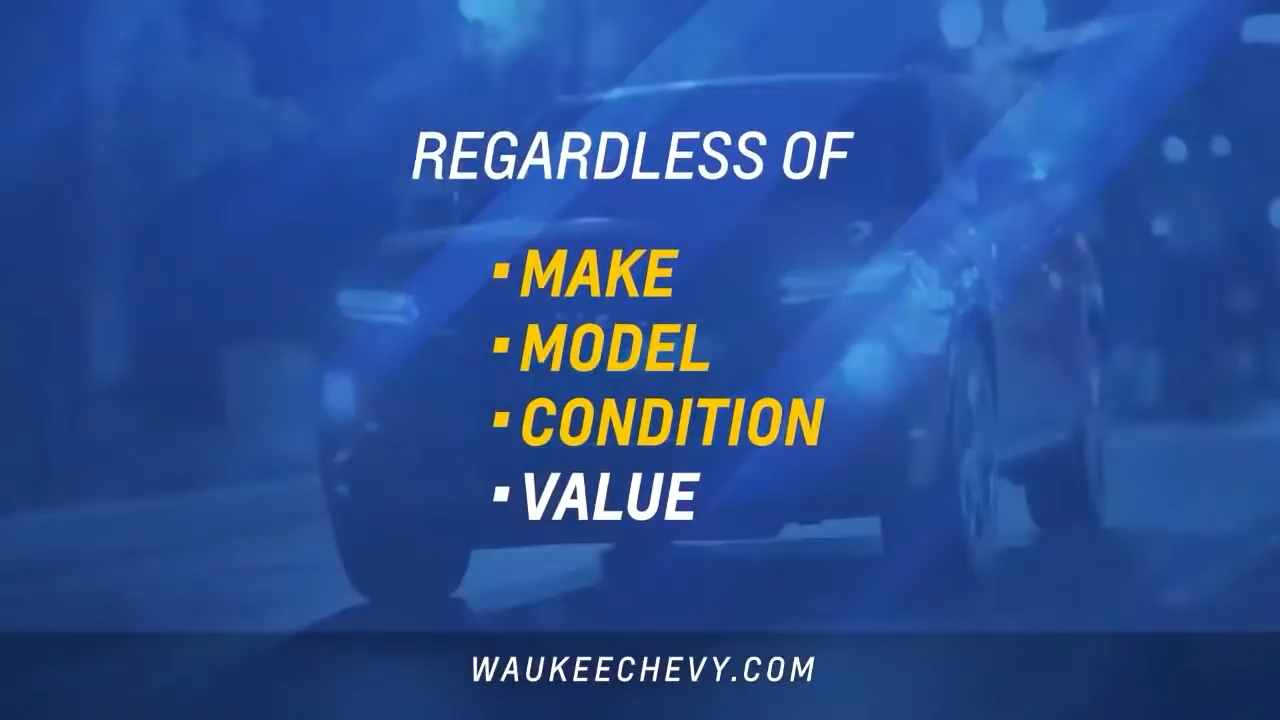 REGARDLESS OF
▪ MAKE
▪ MODEL
▪ CONDITION
▪ VALUE
WAUKEECHEVY.COM